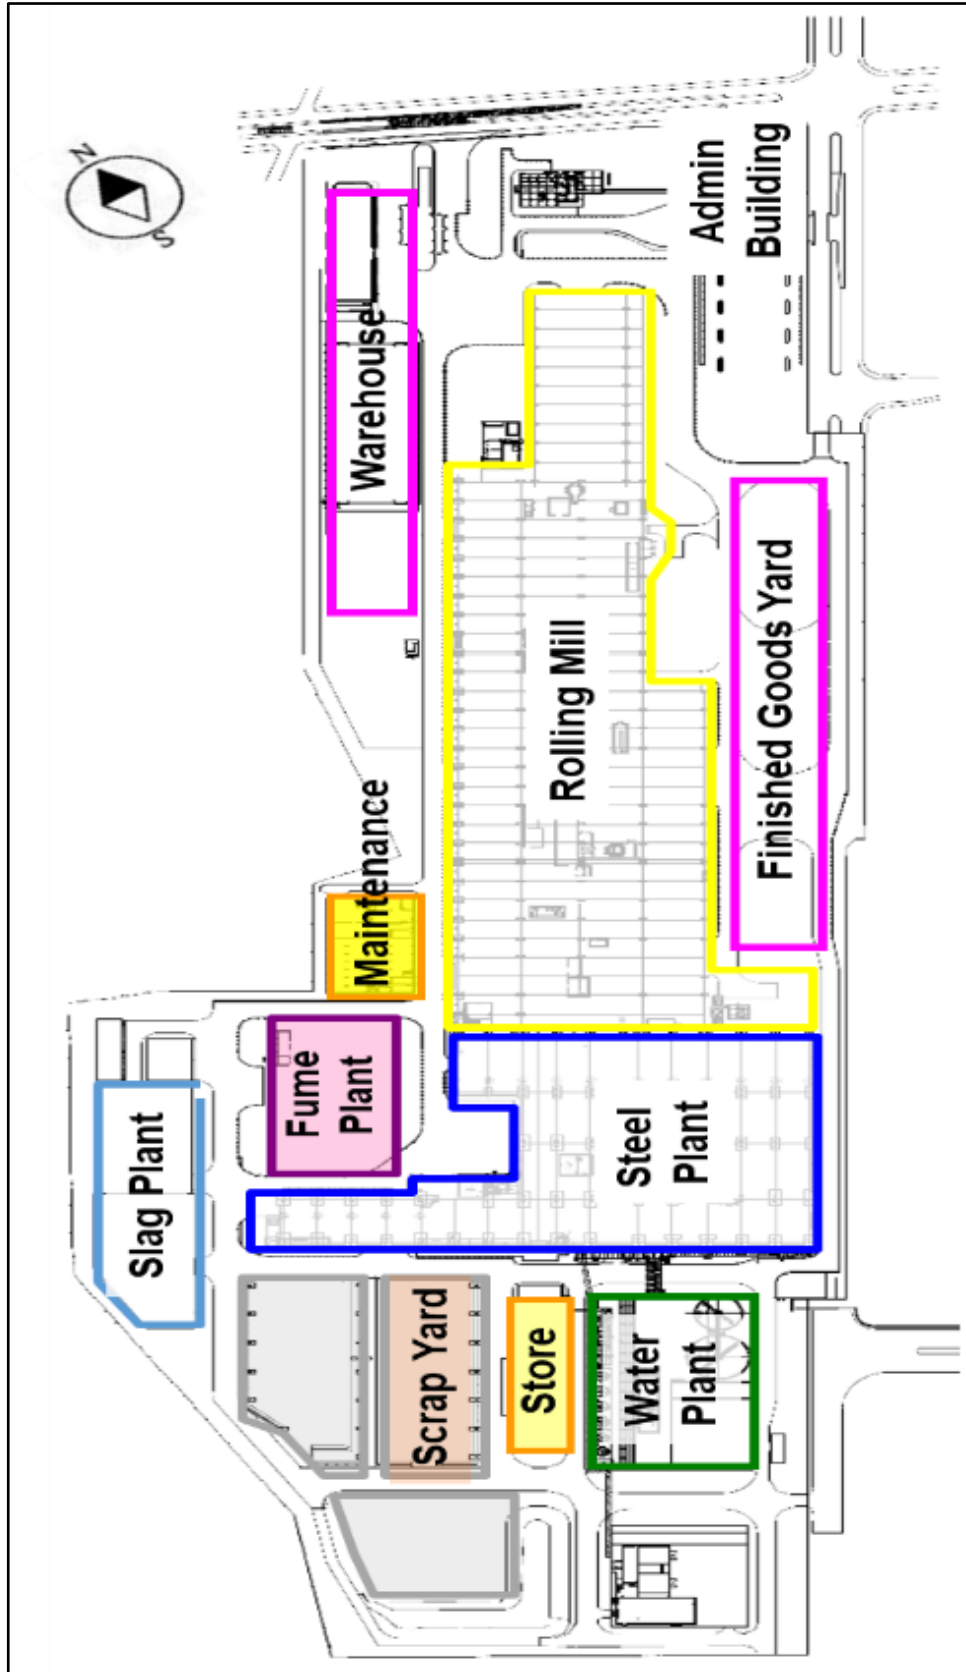 N
S
Admin
Building
Warehouse
Rolling Mill
Finished Goods Yard
Maintenance
Fume
Plant
Slag Plant
Steel
Plant
Scrap Yard
Store
Water
Plant